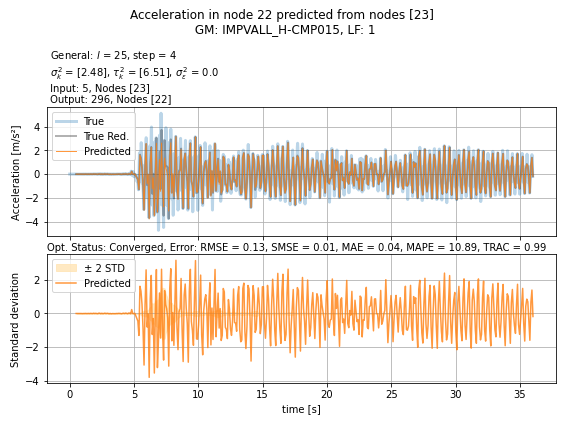 Acceleration in node 22 predicted from nodes [23]
GM: IMPVALL_H-CMP015, LF: 1
General: l = 25, step = 4
σ²ₖ = [2.48], τ²ₖ = [6.51], σ²ε = 0.0
Input: 5, Nodes [23]
Output: 296, Nodes [22]
True
True Red.
Predicted
Acceleration [m/s²]
4
2
0
−2
−4
Opt. Status: Converged, Error: RMSE = 0.13, SMSE = 0.01, MAE = 0.04, MAPE = 10.89, TRAC = 0.99
± 2 STD
Predicted
Standard deviation
2
0
−2
−4
0 5 10 15 20 25 30 35
time [s]